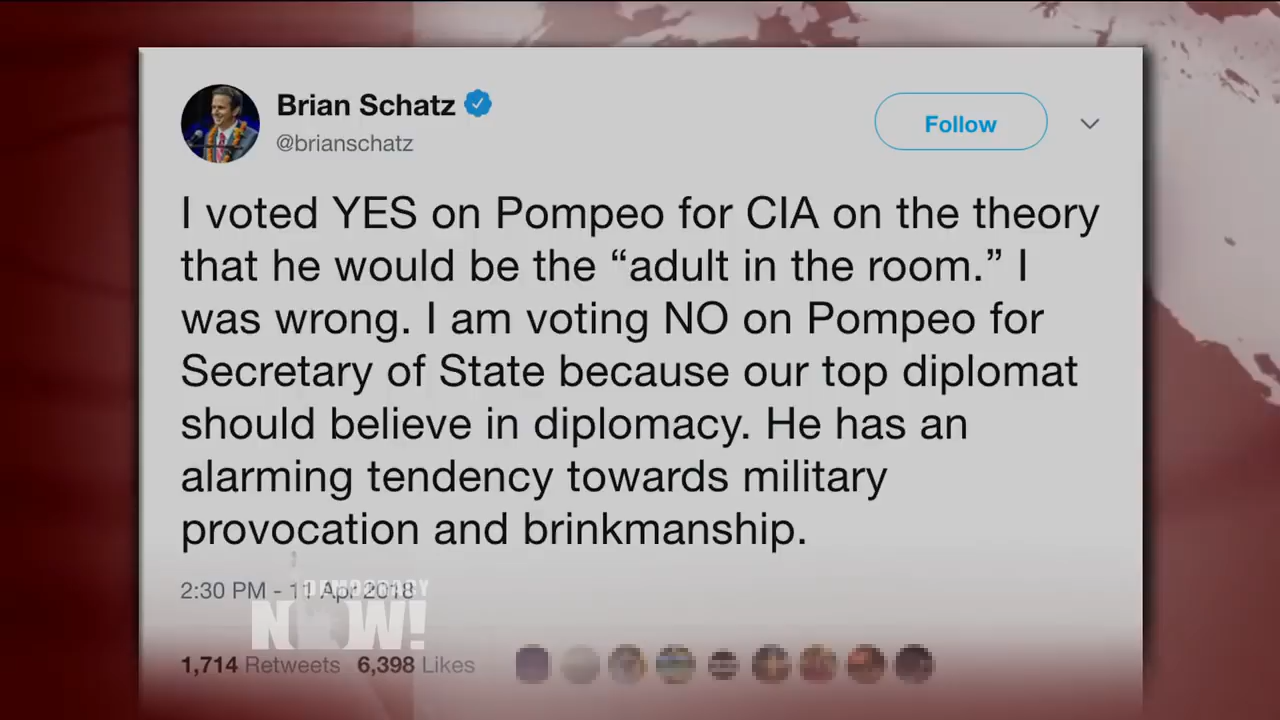 Brian Schatz
@brianschatz
Follow
I voted YES on Pompeo for CIA on the theory
that he would be the “adult in the room.” I
was wrong. I am voting NO on Pompeo for
Secretary of State because our top diplomat
should believe in diplomacy. He has an
alarming tendency towards military
provocation and brinkmanship.
2:30 PM - 11 Apr 2018
DEMOCRACY
NOW!
1,714 Retweets 6,398 Likes